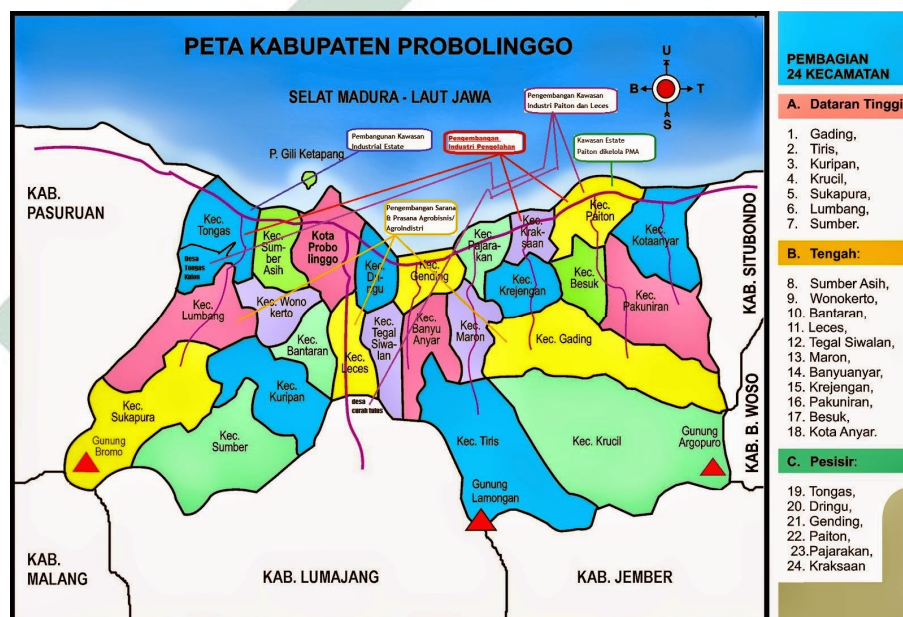 PETA KABUPATEN PROBOLINGGO
SELAT MADURA - LAUT JAWA
U
B
T
S
Pengembangan Kawasan
Industri Paiton dan Leces
Pembangunan Kawasan
Industrial Estate
Pengembangan
Industri Pengolahan
Kawasan Estate
Paiton dikelola PMA
P. Gili Ketapang
Pengembangan Sarana
& Prasana Agrobisnis/
AgroIndistri
KAB.
PASURUAN
Kec.
Tongas
Desa
Tongas
Kulon
Kec.
Sum-
ber
Asih
Kota
Probo
linggo
Kec.
Dri-
ngu
Kec.
Gending
Kec.
Pajara-
kan
Kec.
Krak-
saan
Kec.
Paiton
Kec.
Kotaanyar
KAB. SITUBONDO
Kec.
Lumbang
Kec. Wono
kerto
Kec.
Bantaran
Kec.
Leces
Kec.
Tegal
Siwa-
lan
Kec.
Banyu
Anyar
Kec.
Maron
Kec.
Krejengan
Kec.
Besuk
Kec.
Pakuniran
Kec. Gading
Kec.
Sukapura
Gunung
Bromo
Kec.
Kuripan
Kec.
Sumber
desa
curah tulus
Kec. Tiris
Gunung
Lamongan
Kec. Krucil
Gunung
Argopuro
KAB. B. WOSO
KAB.
MALANG
KAB. LUMAJANG
KAB. JEMBER
PEMBAGIAN
24 KECAMATAN
A. Dataran Tinggi
1. Gading,
2. Tiris,
3. Kuripan,
4. Krucil,
5. Sukapura,
6. Lumbang,
7. Sumber.
B. Tengah:
8. Sumber Asih,
9. Wonokerto,
10. Bantaran,
11. Leces,
12. Tegal Siwalan,
13. Maron,
14. Banyuanyar,
15. Krejengan,
16. Pakuniran,
17. Besuk,
18. Kota Anyar.
C. Pesisir:
19. Tongas,
20. Dringu,
21. Gending,
22. Paiton,
23.Pajarakan,
24. Kraksaan